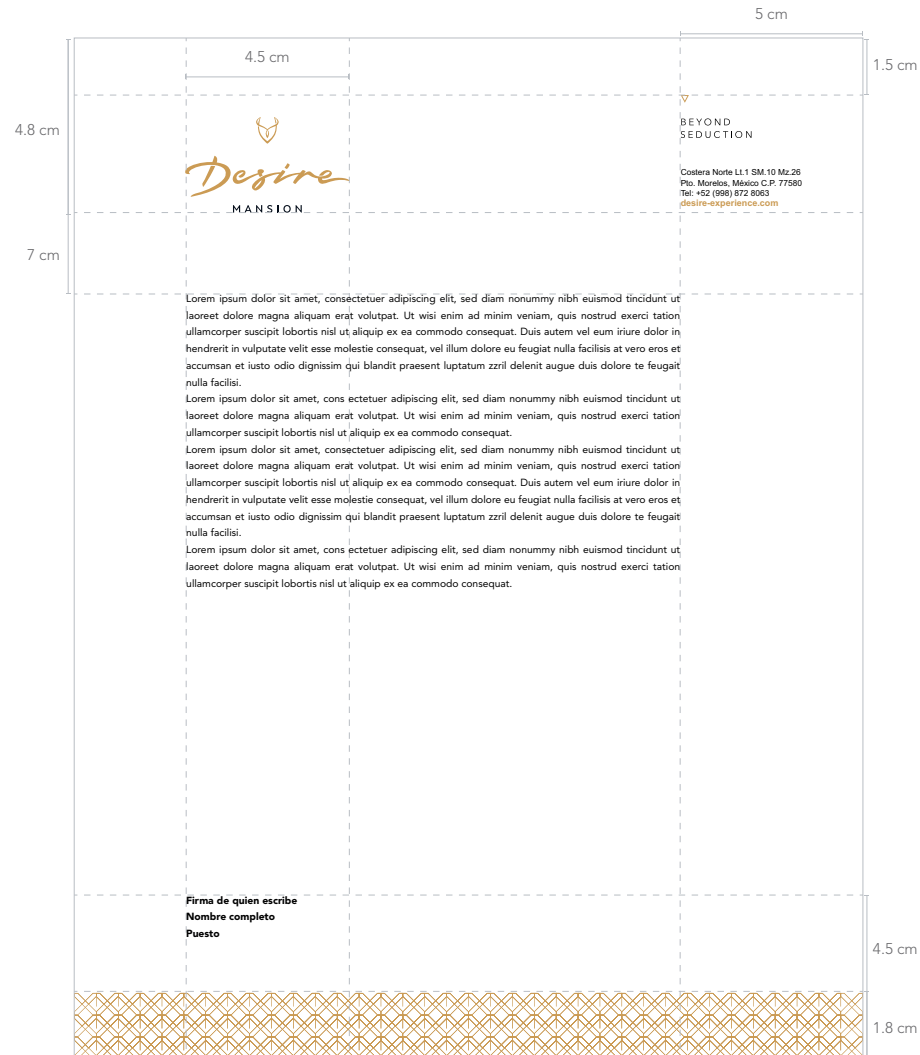 5 cm
4.5 cm
1.5 cm
4.8 cm
BEYOND
SEDUCTION
Desire
MANSION
Costera Norte Lt.1 SM.10 Mz.26
Pto. Morelos, México C.P. 77580
Tel: +52 (998) 872 8063
desire-experience.com
7 cm
Lorem ipsum dolor sit amet, consectetuer adipiscing elit, sed diam nonummy nibh euismod tincidunt ut
laoreet dolore magna aliquam erat volutpat. Ut wisi enim ad minim veniam, quis nostrud exerci tation
ullamcorper suscipit lobortis nisl ut aliquip ex ea commodo consequat. Duis autem vel eum iriure dolor in
hendrerit in vulputate velit esse molestie consequat, vel illum dolore eu feugiat nulla facilisis at vero eros et
accumsan et iusto odio dignissim qui blandit praesent luptatum zzril delenit augue duis dolore te feugait
nulla facilisi.
Lorem ipsum dolor sit amet, cons ectetuer adipiscing elit, sed diam nonummy nibh euismod tincidunt ut
laoreet dolore magna aliquam erat volutpat. Ut wisi enim ad minim veniam, quis nostrud exerci tation
ullamcorper suscipit lobortis nisl ut aliquip ex ea commodo consequat.
Lorem ipsum dolor sit amet, consectetuer adipiscing elit, sed diam nonummy nibh euismod tincidunt ut
laoreet dolore magna aliquam erat volutpat. Ut wisi enim ad minim veniam, quis nostrud exerci tation
ullamcorper suscipit lobortis nisl ut aliquip ex ea commodo consequat. Duis autem vel eum iriure dolor in
hendrerit in vulputate velit esse molestie consequat, vel illum dolore eu feugiat nulla facilisis at vero eros et
accumsan et iusto odio dignissim qui blandit praesent luptatum zzril delenit augue duis dolore te feugait
nulla facilisi.
Lorem ipsum dolor sit amet, cons ectetuer adipiscing elit, sed diam nonummy nibh euismod tincidunt ut
laoreet dolore magna aliquam erat volutpat. Ut wisi enim ad minim veniam, quis nostrud exerci tation
ullamcorper suscipit lobortis nisl ut aliquip ex ea commodo consequat.
Firma de quien escribe
Nombre completo
Puesto
4.5 cm
1.8 cm